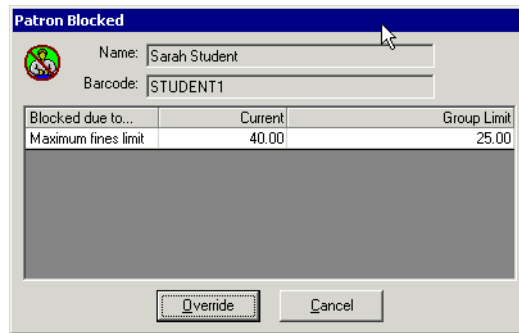 Patron Blocked
Name: Sarah Student
Barcode: STUDENT1
Blocked due to... Current Group Limit
Maximum fines limit 40.00 25.00
Override Cancel